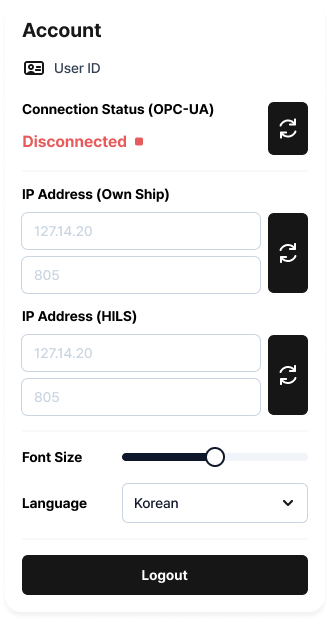 Account
User ID
Connection Status (OPC-UA)
Disconnected
IP Address (Own Ship)
127.14.20
805
IP Address (HILS)
127.14.20
805
Font Size
Language
Korean
Logout